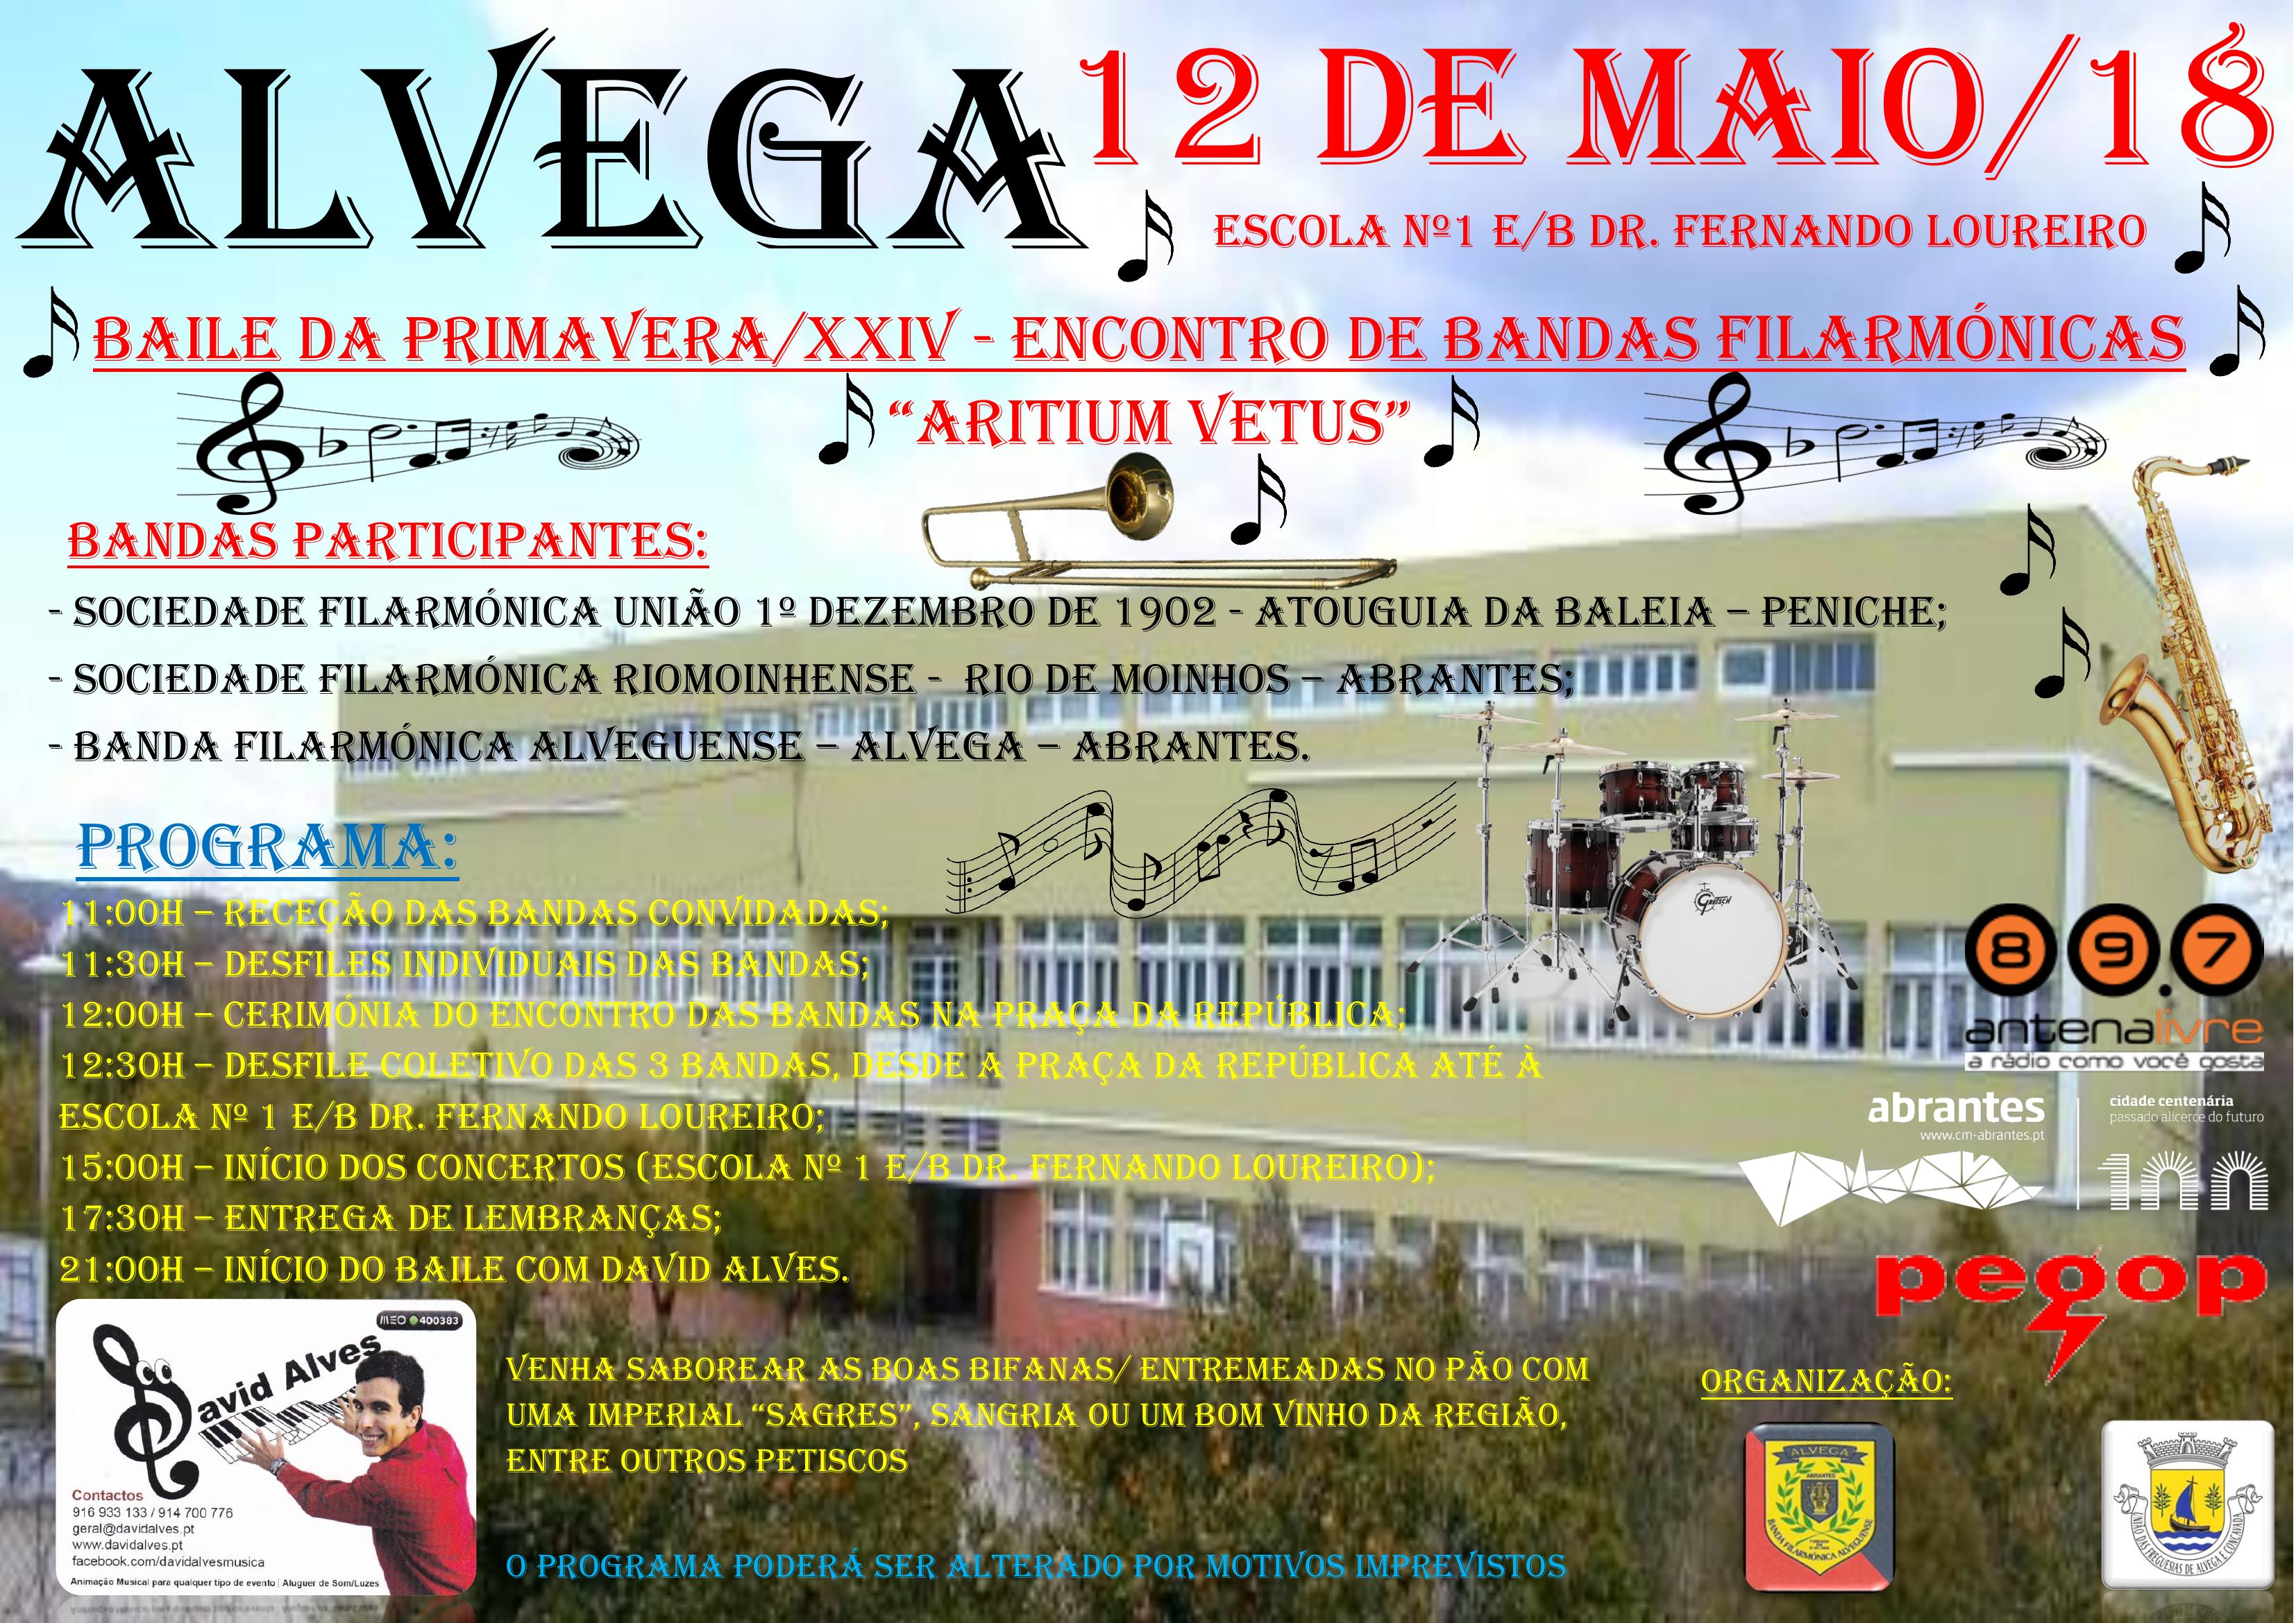 ALVEGA
12 DE MAIO/18
ESCOLA Nº1 E/B DR. FERNANDO LOUREIRO
BAILE DA PRIMAVERA/XXIV - ENCONTRO DE BANDAS FILARMÓNICAS
“ARITIUM VETUS”
BANDAS PARTICIPANTES:
- SOCIEDADE FILARMÓNICA UNIÃO 1º DEZEMBRO DE 1902 - ATOUGUIA DA BALEIA – PENICHE;
- SOCIEDADE FILARMÓNICA RIOMOINHENSE - RIO DE MOINHOS – ABRANTES;
- BANDA FILARMÓNICA ALVEGUENSE – ALVEGA – ABRANTES.
PROGRAMA:
11:00H – RECEÇÃO DAS BANDAS CONVIDADAS;
11:30H – DESFILES INDIVIDUAIS DAS BANDAS;
12:00H – CERIMÓNIA DO ENCONTRO DAS BANDAS NA PRAÇA DA REPÚBLICA;
12:30H – DESFILE COLETIVO DAS 3 BANDAS, DESDE A PRAÇA DA REPÚBLICA ATÉ À
ESCOLA Nº 1 E/B DR. FERNANDO LOUREIRO;
15:00H – INÍCIO DOS CONCERTOS (ESCOLA Nº 1 E/B DR. FERNANDO LOUREIRO);
17:30H – ENTREGA DE LEMBRANÇAS;
21:00H – INÍCIO DO BAILE COM DAVID ALVES.
GRETSCH
89.7
antenalivre
a rádio como você gosta
abrantes
www.cm-abrantes.pt
cidade centenária
passado alicerce do futuro
100
pegop
MEO 400383
David Alves
Contactos
916 933 133 / 914 700 776
geral@davidalves.pt
www.davidalves.pt
facebook.com/davidalvesmusica
Animação Musical para qualquer tipo de evento | Aluguer de Som/Luzes
VENHA SABOREAR AS BOAS BIFANAS/ ENTREMEADAS NO PÃO COM
UMA IMPERIAL “SAGRES”, SANGRIA OU UM BOM VINHO DA REGIÃO,
ENTRE OUTROS PETISCOS
O PROGRAMA PODERÁ SER ALTERADO POR MOTIVOS IMPREVISTOS
ORGANIZAÇÃO:
ALVEGA
ABRANTES
BANDA FILARMÓNICA ALVEGUENSE
UNIÃO DAS FREGUESIAS DE ALVEGA E CONCAVADA